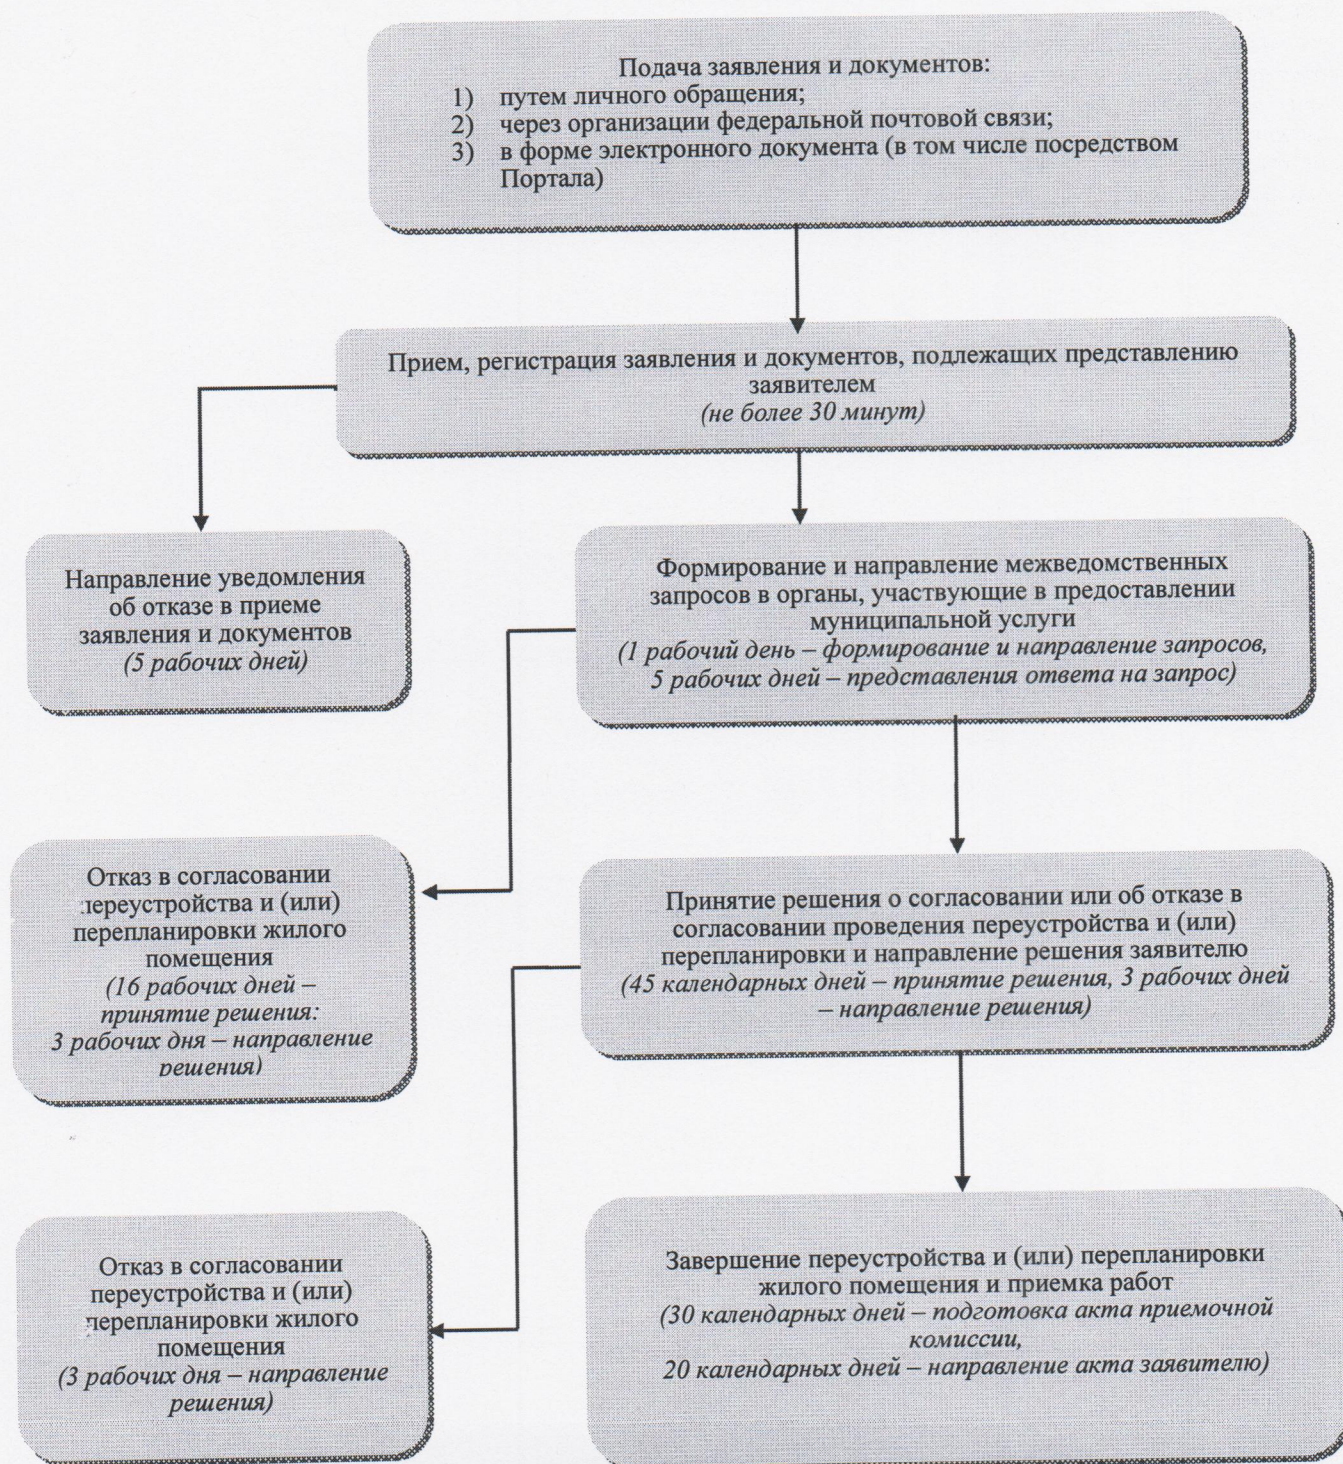 Подача заявления и документов:
1) путем личного обращения;
2) через организации федеральной почтовой связи;
3) в форме электронного документа (в том числе посредством
Портала)
Прием, регистрация заявления и документов, подлежащих представлению
заявителем
(не более 30 минут)
Направление уведомления
об отказе в приеме
заявления и документов
(5 рабочих дней)
Формирование и направление межведомственных
запросов в органы, участвующие в предоставлении
муниципальной услуги
(1 рабочий день – формирование и направление запросов,
5 рабочих дней – представления ответа на запрос)
Отказ в согласовании
переустройства и (или)
перепланировки жилого
помещения
(16 рабочих дней –
принятие решения:
3 рабочих дня – направление
решения)
Принятие решения о согласовании или об отказе в
согласовании проведения переустройства и (или)
перепланировки и направление решения заявителю
(45 календарных дней – принятие решения, 3 рабочих дней
– направление решения)
Отказ в согласовании
переустройства и (или)
перепланировки жилого
помещения
(3 рабочих дня – направление
решения)
Завершение переустройства и (или) перепланировки
жилого помещения и приемка работ
(30 календарных дней – подготовка акта приемочной
комиссии,
20 календарных дней – направление акта заявителю)